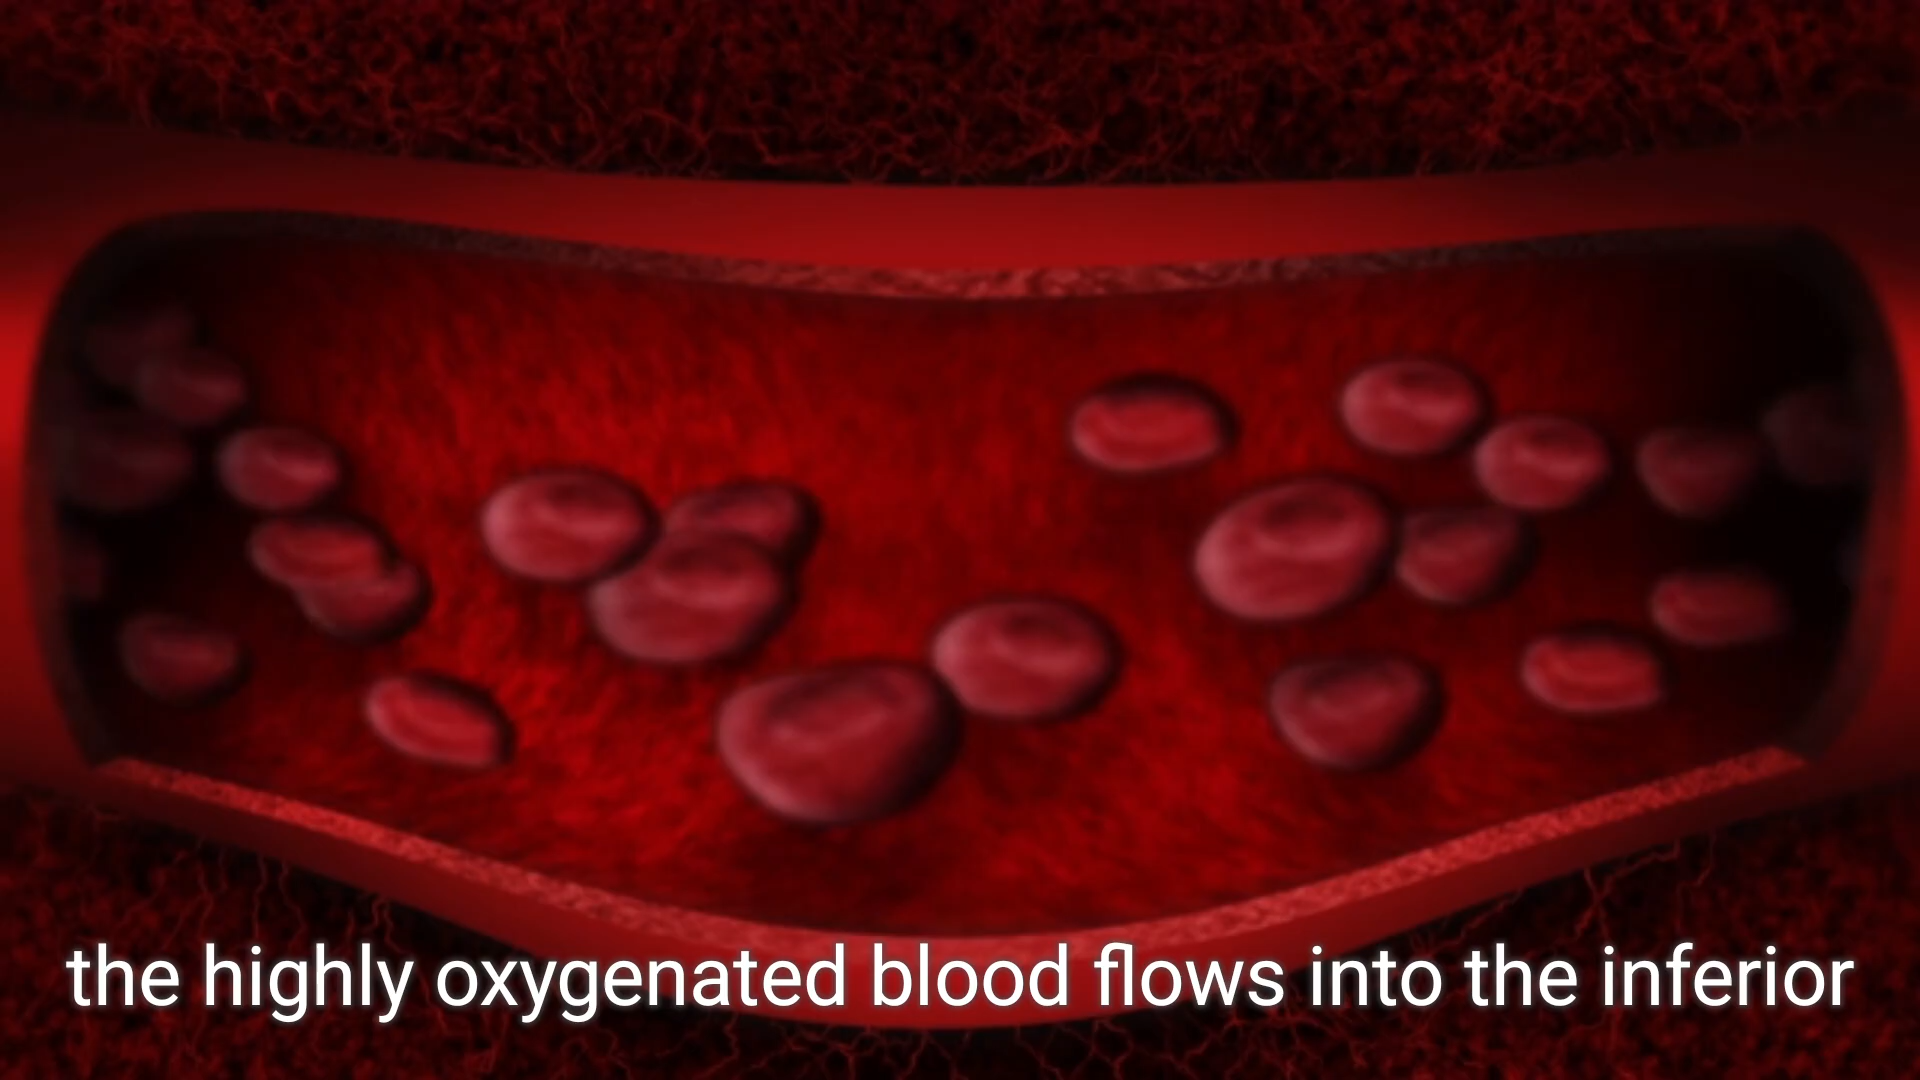 the highly oxygenated blood flows into the inferior